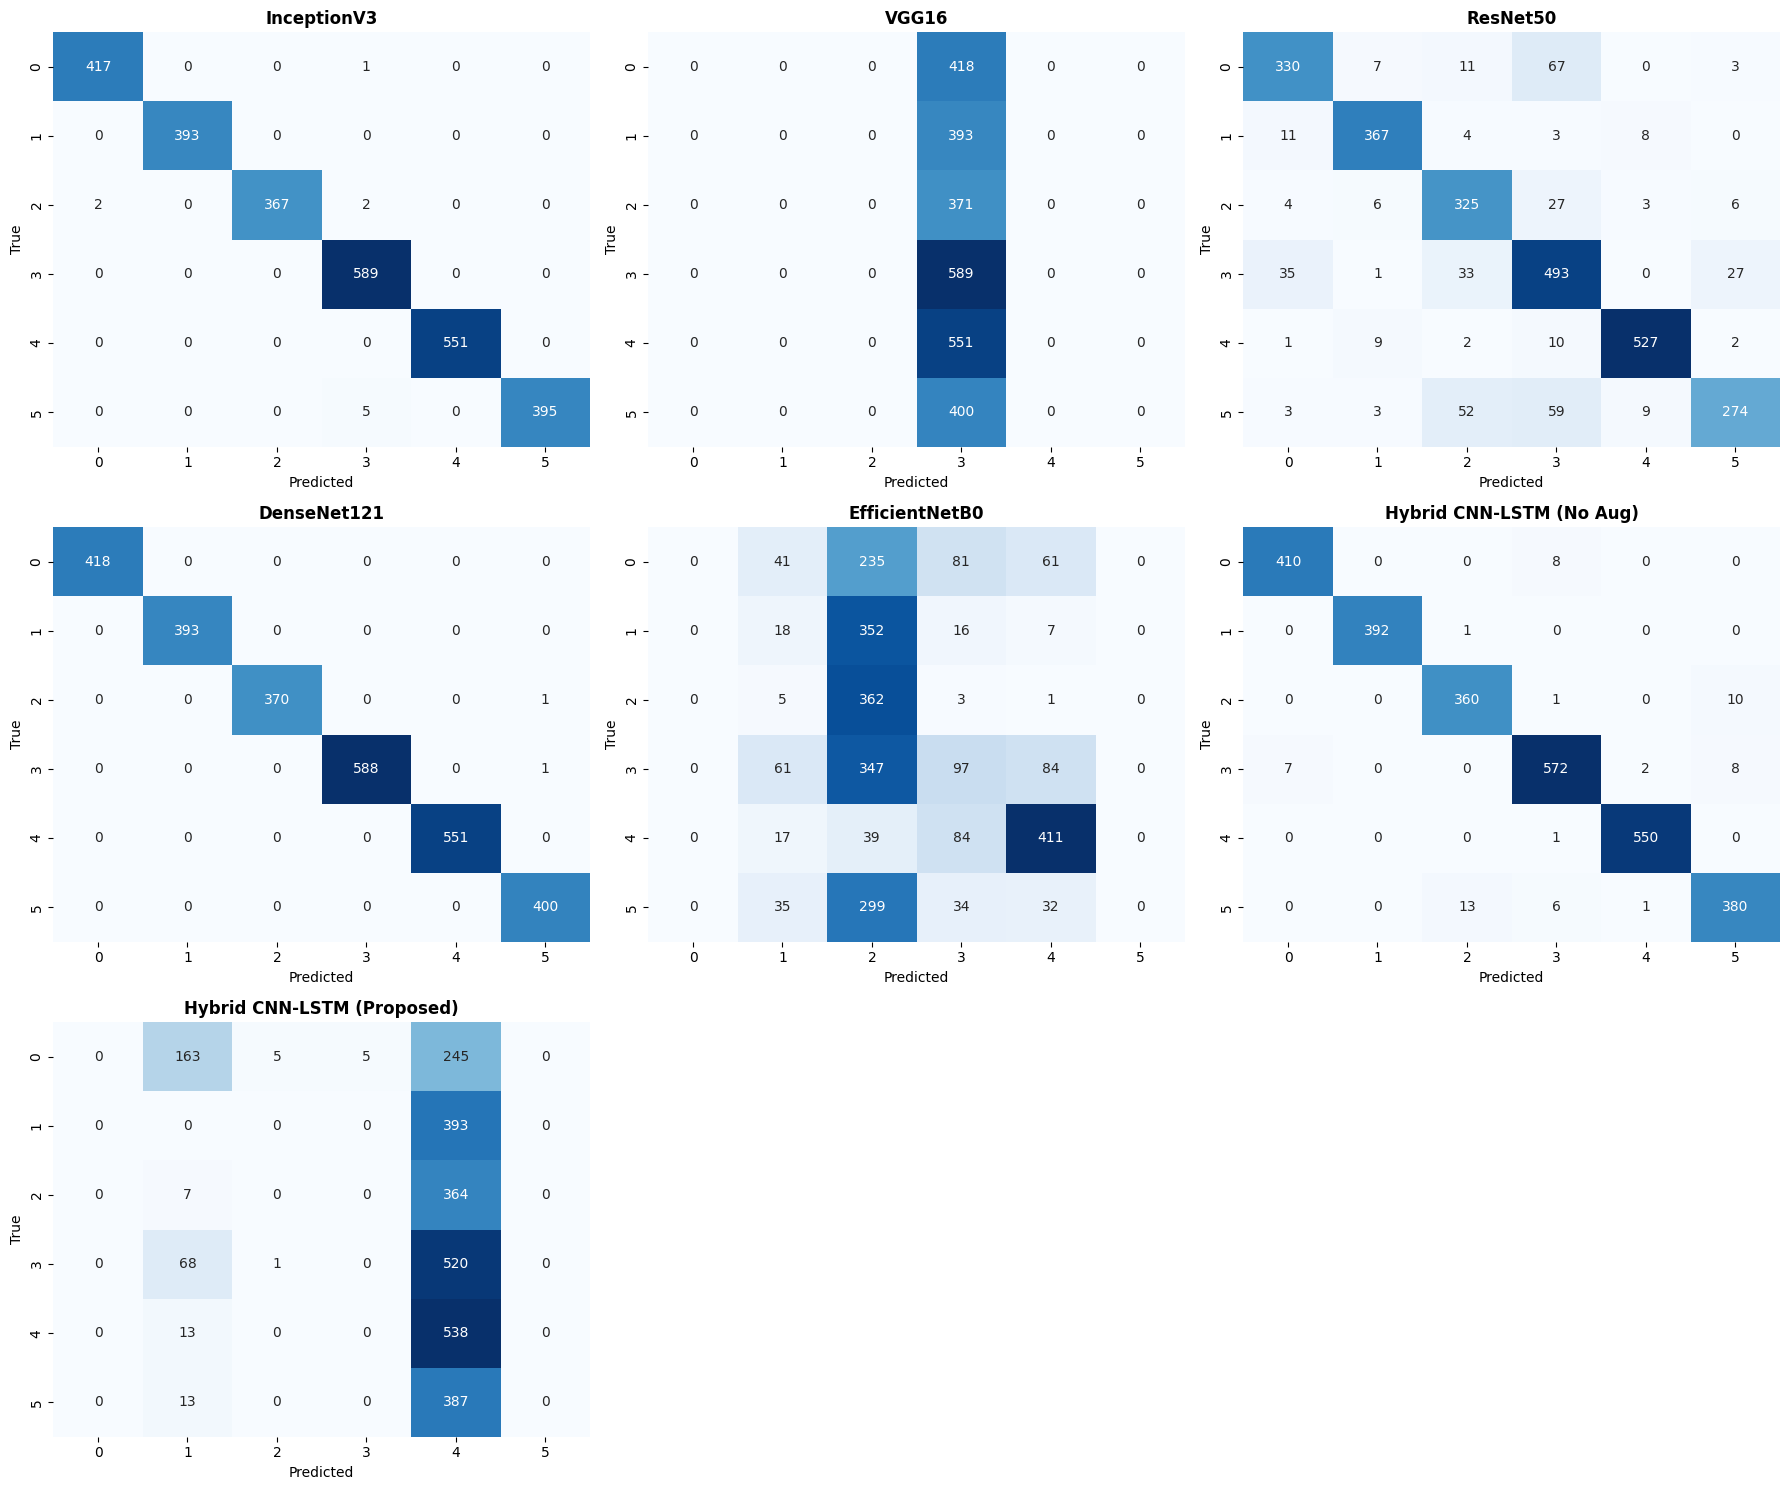 InceptionV3
0 417 0 0 1 0 0
1 0 393 0 0 0 0
2 2 0 367 2 0 0
3 0 0 0 589 0 0
4 0 0 0 0 551 0
5 0 0 0 5 0 395
0 1 2 3 4 5
True
Predicted
VGG16
0 0 0 0 418 0 0
1 0 0 0 393 0 0
2 0 0 0 371 0 0
3 0 0 0 589 0 0
4 0 0 0 551 0 0
5 0 0 0 400 0 0
0 1 2 3 4 5
True
Predicted
ResNet50
0 330 7 11 67 0 3
1 11 367 4 3 8 0
2 4 6 325 27 3 6
3 35 1 33 493 0 27
4 1 9 2 10 527 2
5 3 3 52 59 9 274
0 1 2 3 4 5
True
Predicted
DenseNet121
0 418 0 0 0 0 0
1 0 393 0 0 0 0
2 0 0 370 0 0 1
3 0 0 0 588 0 1
4 0 0 0 0 551 0
5 0 0 0 0 0 400
0 1 2 3 4 5
True
Predicted
EfficientNetB0
0 0 41 235 81 61 0
1 0 18 352 16 7 0
2 0 5 362 3 1 0
3 0 61 347 97 84 0
4 0 17 39 84 411 0
5 0 35 299 34 32 0
0 1 2 3 4 5
True
Predicted
Hybrid CNN-LSTM (No Aug)
0 410 0 0 8 0 0
1 0 392 1 0 0 0
2 0 0 360 1 0 10
3 7 0 0 572 2 8
4 0 0 0 1 550 0
5 0 0 13 6 1 380
0 1 2 3 4 5
True
Predicted
Hybrid CNN-LSTM (Proposed)
0 0 163 5 5 245 0
1 0 0 0 0 393 0
2 0 7 0 0 364 0
3 0 68 1 0 520 0
4 0 13 0 0 538 0
5 0 13 0 0 387 0
0 1 2 3 4 5
True
Predicted